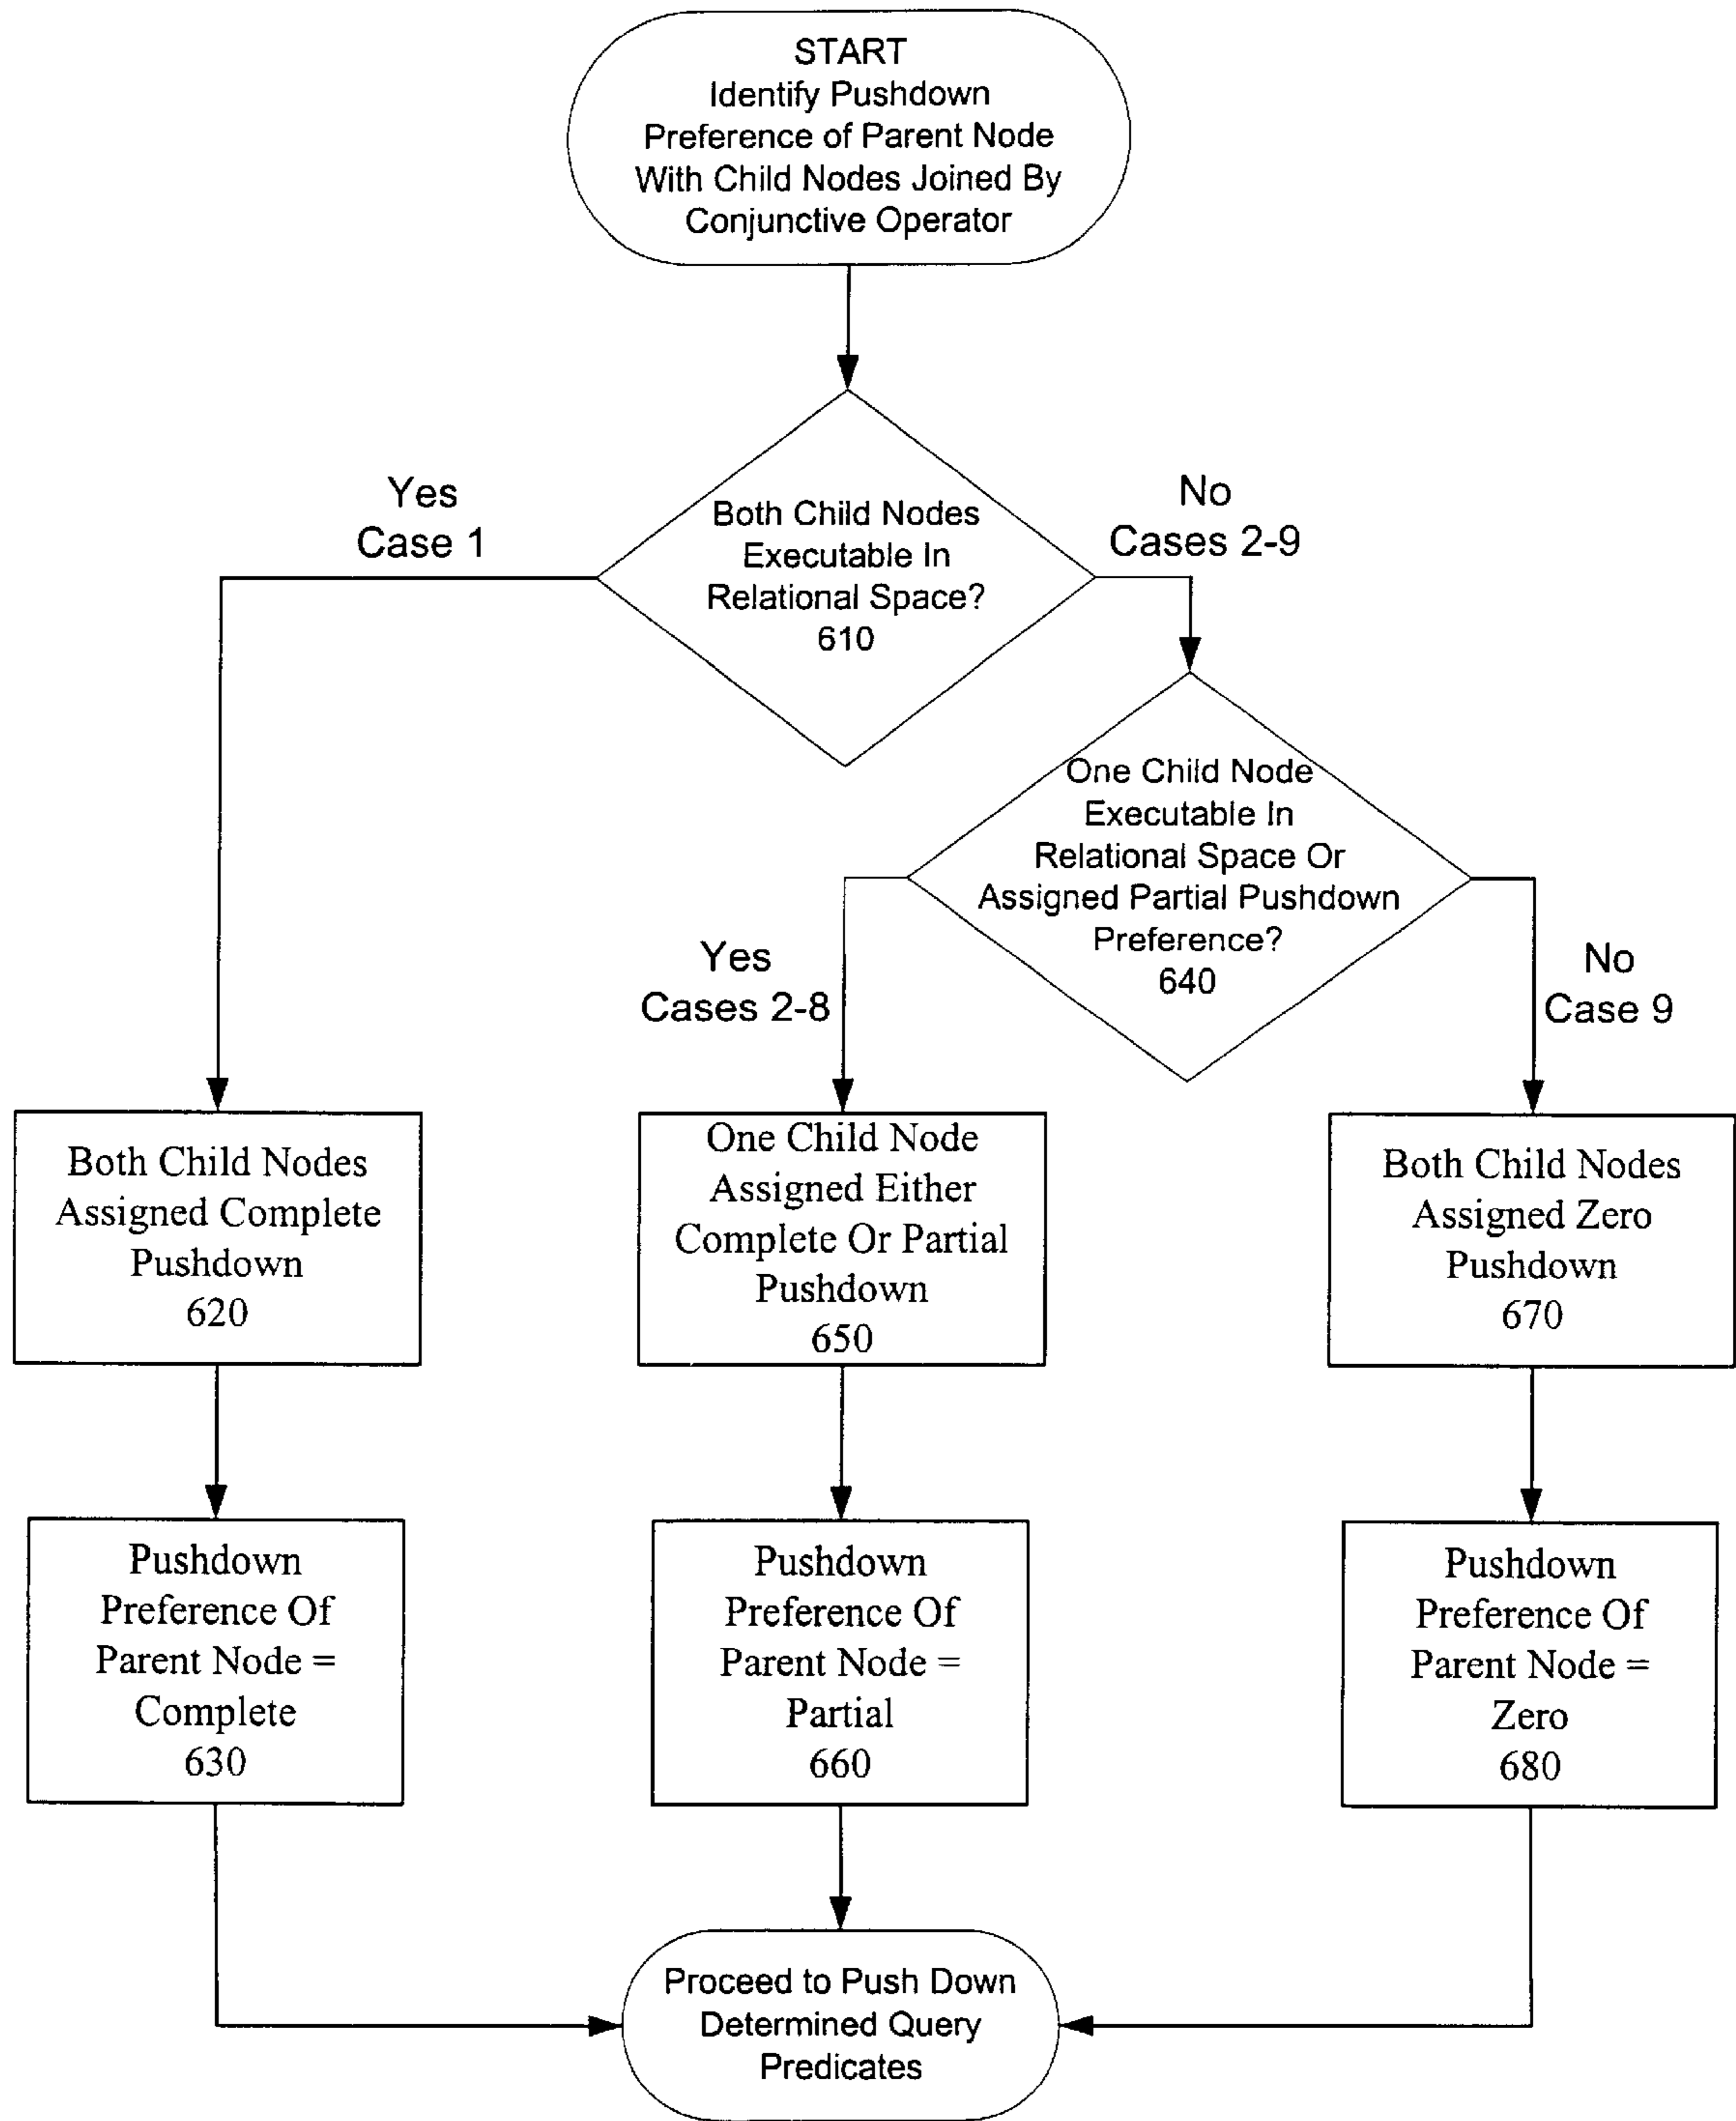 START
Identify Pushdown
Preference of Parent Node
With Child Nodes Joined By
Conjunctive Operator
Yes
Case 1
Both Child Nodes
Executable In
Relational Space?
610
No
Cases 2-9
One Child Node
Executable In
Relational Space Or
Assigned Partial Pushdown
Preference?
640
Yes
Cases 2-8
No
Case 9
Both Child Nodes
Assigned Complete
Pushdown
620
One Child Node
Assigned Either
Complete Or Partial
Pushdown
650
Both Child Nodes
Assigned Zero
Pushdown
670
Pushdown
Preference Of
Parent Node =
Complete
630
Pushdown
Preference Of
Parent Node =
Partial
660
Pushdown
Preference Of
Parent Node =
Zero
680
Proceed to Push Down
Determined Query
Predicates